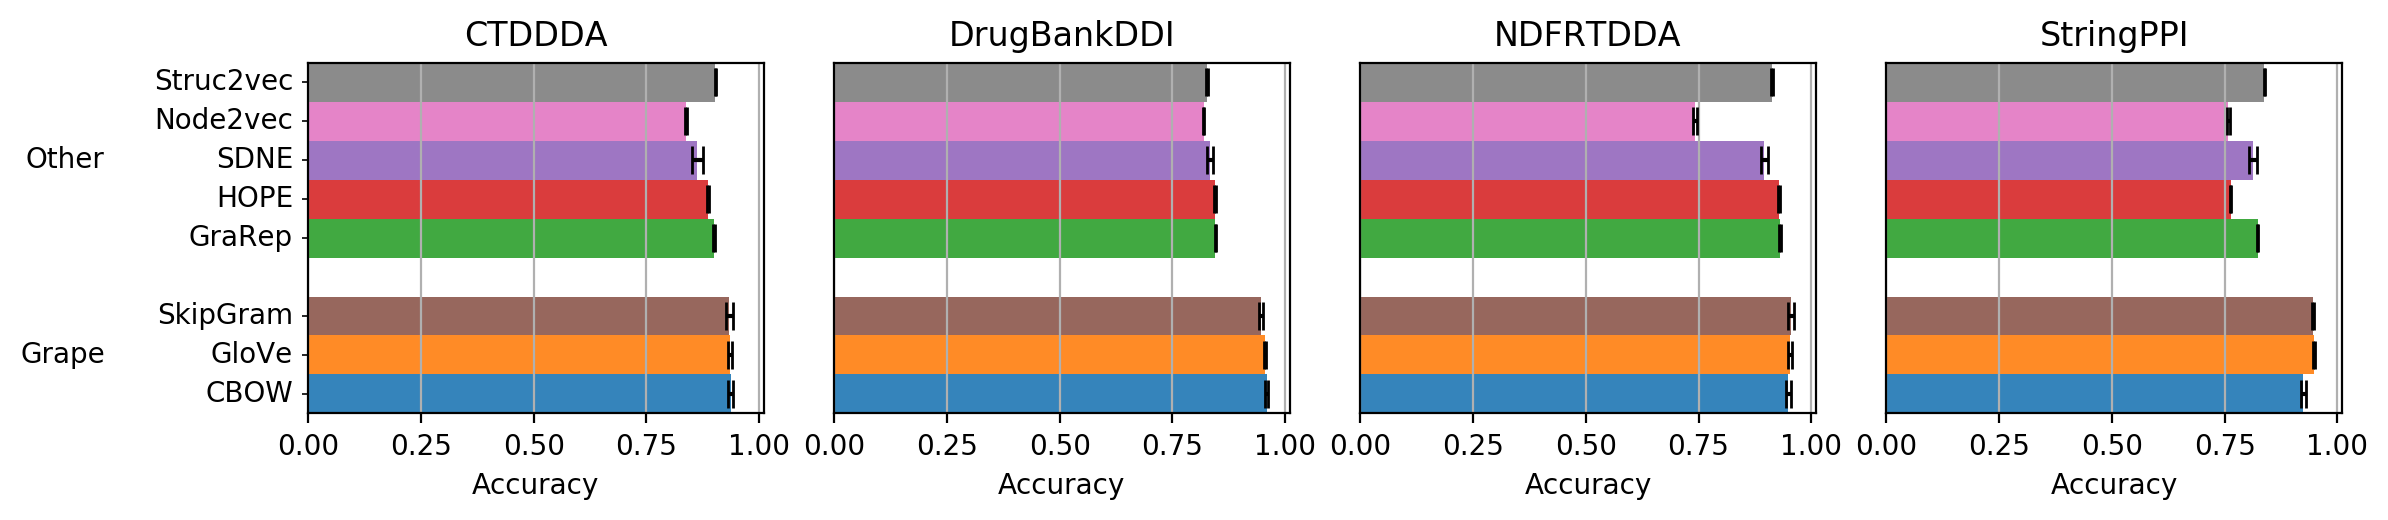 CTDDDA
DrugBankDDI
NDFRTDDA
StringPPI
Other
Struc2vec
Node2vec
SDNE
HOPE
GraRep
Grape
SkipGram
GloVe
CBOW
0.00 0.25 0.50 0.75 1.00
0.00 0.25 0.50 0.75 1.00
0.00 0.25 0.50 0.75 1.00
0.00 0.25 0.50 0.75 1.00
Accuracy
Accuracy
Accuracy
Accuracy